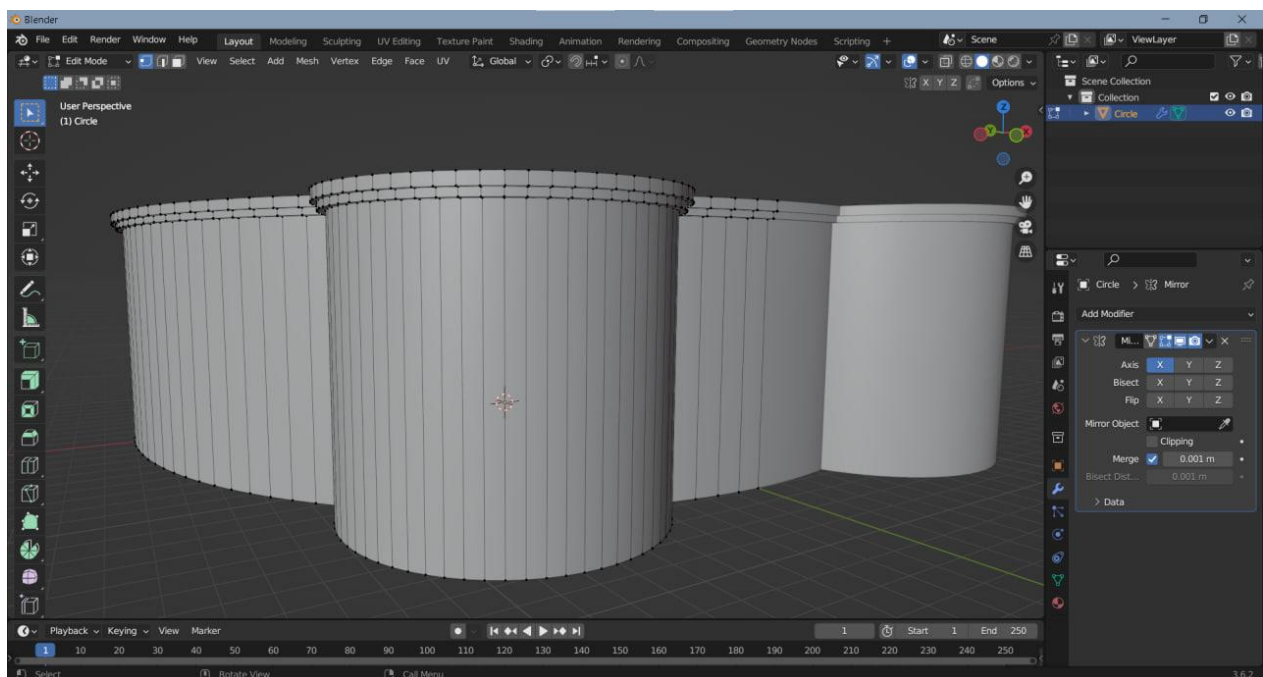 Blender
File Edit Render Window Help Layout Modeling Sculpting UV Editing Texture Paint Shading Animation Rendering Compositing Geometry Nodes Scripting + Scene ViewLayer
Edit Mode View Select Add Mesh Vertex Edge Face UV Global
X Y Z Options
User Perspective
(1) Circle
Z
Y
X
Scene Collection
Collection
Circle
Circle > Mirror
Add Modifier
Mi...
Axis X Y Z
Bisect X Y Z
Flip X Y Z
Mirror Object
Clipping
Merge 0.001 m
Bisect Dist... 0.001 m
> Data
Playback Keying View Marker 1 Start 1 End 250
1 10 20 30 40 50 60 70 80 90 100 110 120 130 140 150 160 170 180 190 200 210 220 230 240 250
Select Rotate View Call Menu 3.6.2